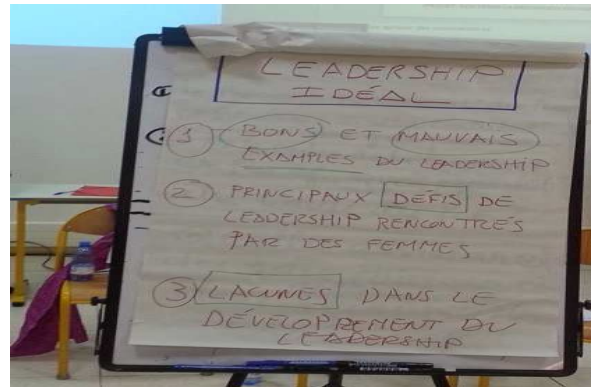 LEADERSHIP
IDÉAL
1 BONS ET MAUVAIS
EXAMPLES DU LEADERSHIP
2 PRINCIPAUX DÉFIS DE
LEADERSHIP RENCONTRÉS
PAR DES FEMMES
3 LACUNES DANS LE
DÉVELOPPEMENT DU
LEADERSHIP